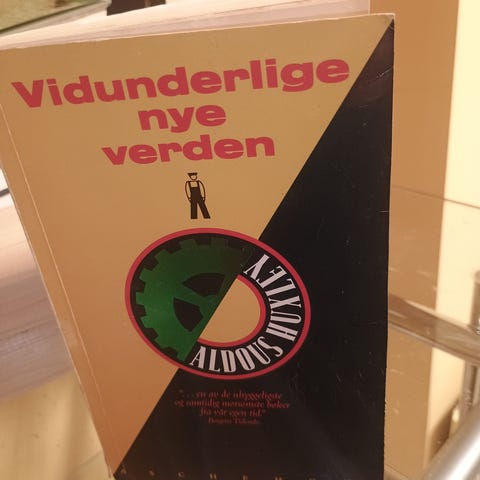 Vidunderlige
nye
verden
ALDOUS HUXLEY
"...en av de uhyggeligste
og samtidig morsomste bøker
fra vår egen tid."
Bergens Tidende.